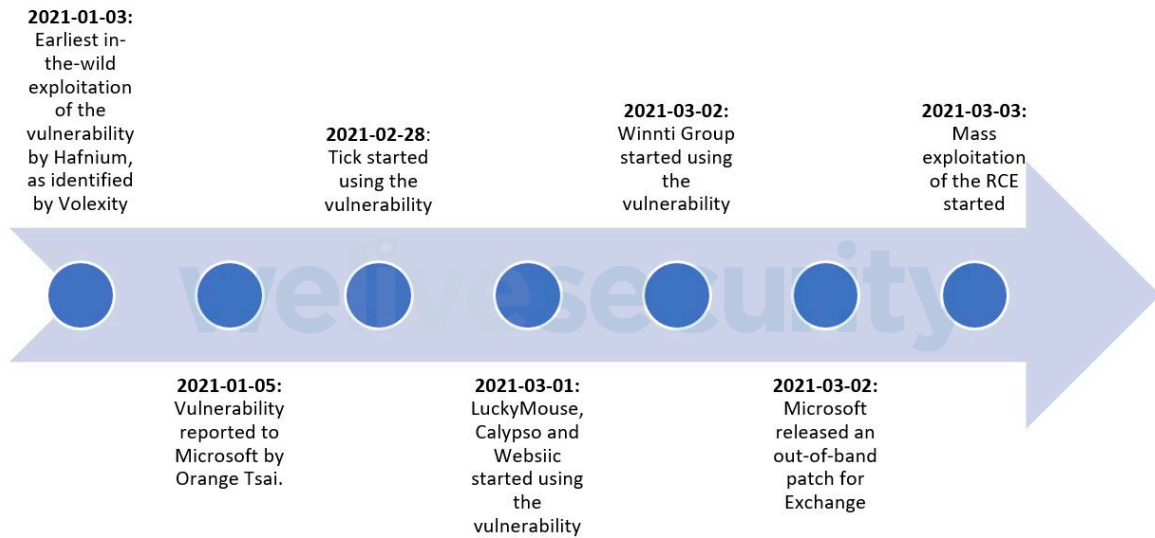 2021-01-03:
Earliest in-
the-wild
exploitation
of the
vulnerability
by Hafnium,
as identified
by Volexity
2021-01-05:
Vulnerability
reported to
Microsoft by
Orange Tsai.
2021-02-28:
Tick started
using the
vulnerability
2021-03-01:
LuckyMouse,
Calypso and
Websiic
started using
the
vulnerability
2021-03-02:
Winnti Group
started using
the
vulnerability
2021-03-02:
Microsoft
released an
out-of-band
patch for
Exchange
2021-03-03:
Mass
exploitation
of the RCE
started
welivesecurity